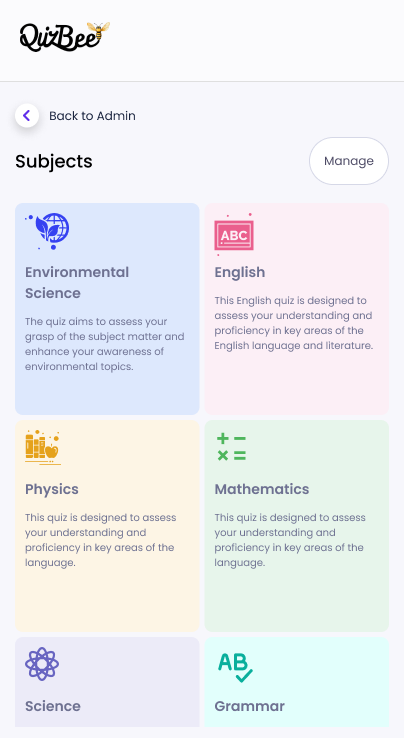 QuizBee
Back to Admin
Subjects
Manage
Environmental
Science
The quiz aims to assess your
grasp of the subject matter and
enhance your awareness of
environmental topics.
ABC
English
This English quiz is designed to
assess your understanding and
proficiency in key areas of the
English language and literature.
Physics
This quiz is designed to assess
your understanding and
proficiency in key areas of the
language.
Mathematics
This quiz is designed to assess
your understanding and
proficiency in key areas of the
language.
Science
AB
Grammar